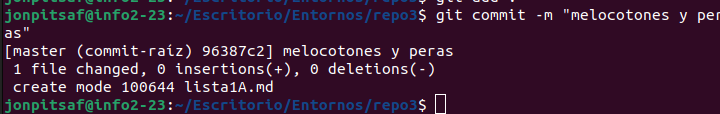 jonpitsaf@info2-23:~/Escritorio/Entornos/repo3$ git commit -m "melocotones y per
as"
[master (commit-raíz) 96387c2] melocotones y peras
 1 file changed, 0 insertions(+), 0 deletions(-)
 create mode 100644 lista1A.md
jonpitsaf@info2-23:~/Escritorio/Entornos/repo3$